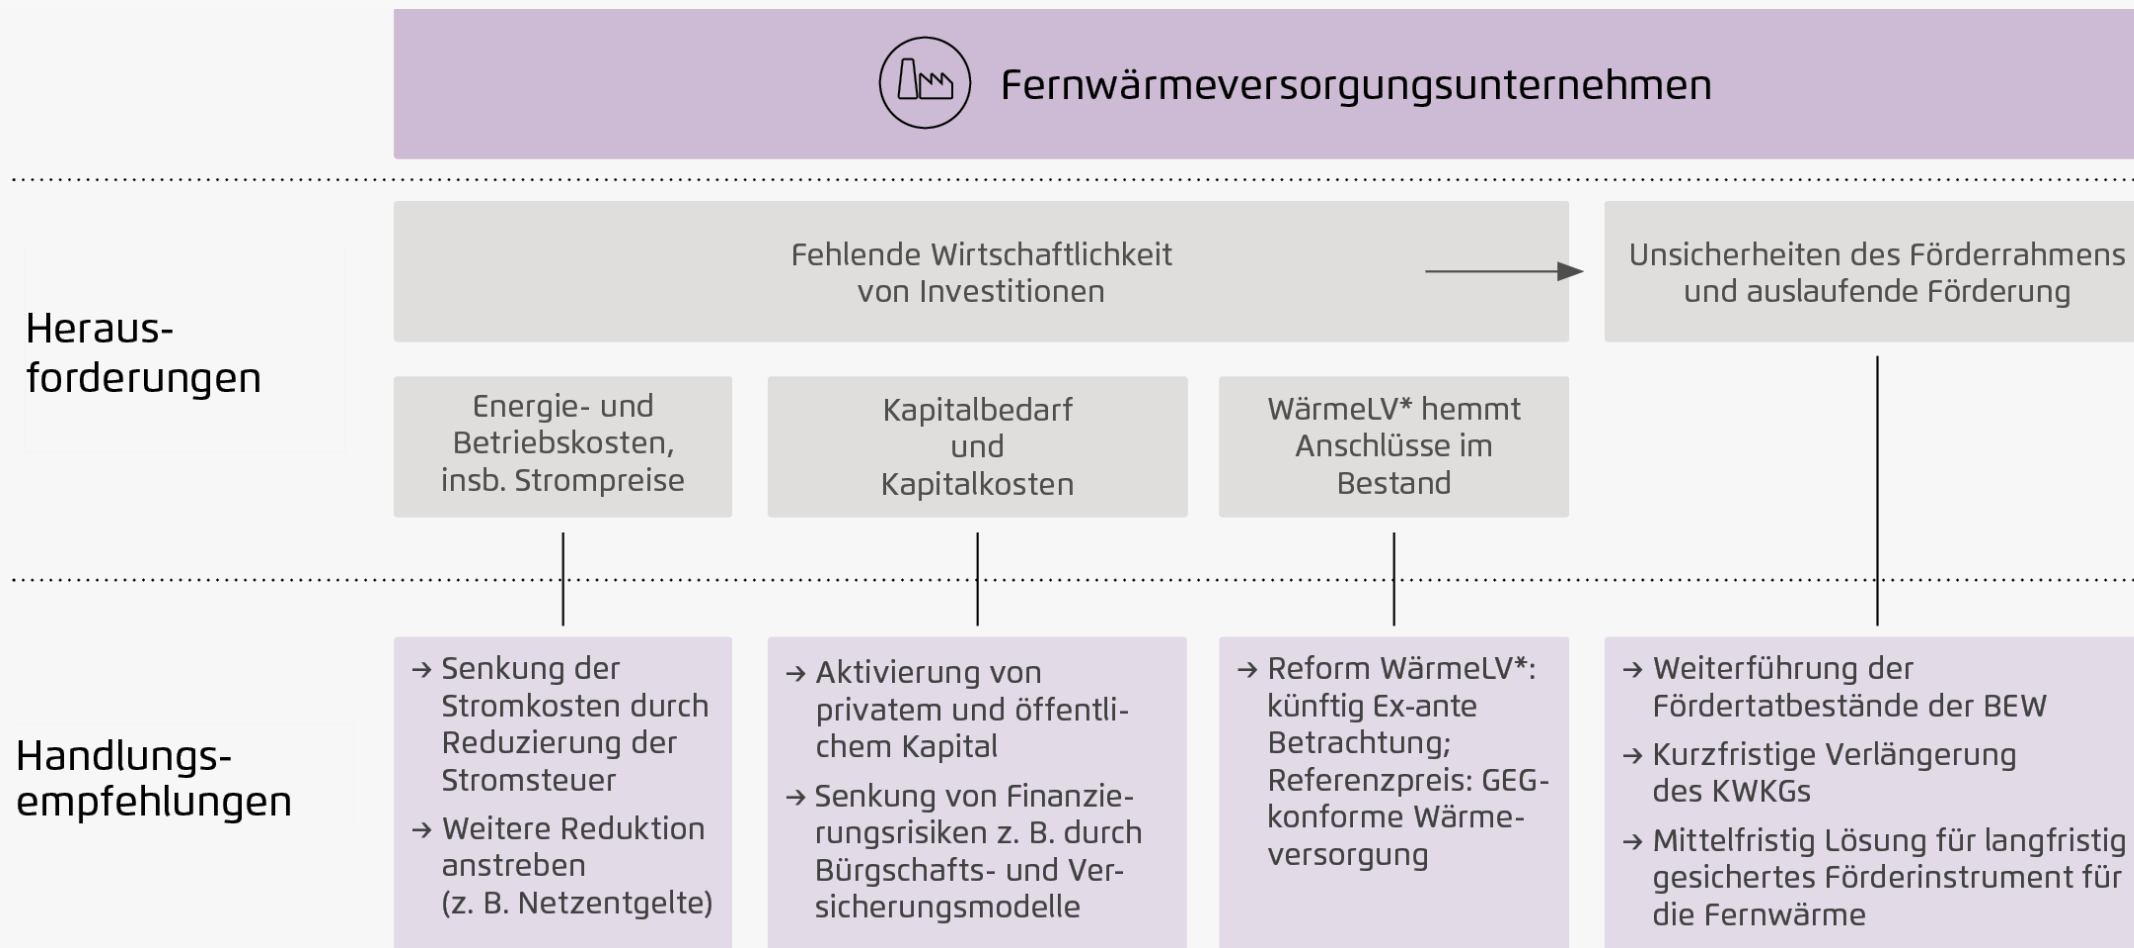 Fernwärmeversorgungsunternehmen
Heraus-
forderungen
Fehlende Wirtschaftlichkeit
von Investitionen
Unsicherheiten des Förderrahmens
und auslaufende Förderung
Energie- und
Betriebskosten,
insb. Strompreise
Kapitalbedarf
und
Kapitalkosten
WärmeLV* hemmt
Anschlüsse im
Bestand
Handlungs-
empfehlungen
→ Senkung der
Stromkosten durch
Reduzierung der
Stromsteuer
→ Weitere Reduktion
anstreben
(z. B. Netzentgelte)
→ Aktivierung von
privatem und öffentli-
chem Kapital
→ Senkung von Finanzie-
rungsrisiken z. B. durch
Bürgschafts- und Ver-
sicherungsmodelle
→ Reform WärmeLV*:
künftig Ex-ante
Betrachtung;
Referenzpreis: GEG-
konforme Wärme-
versorgung
→ Weiterführung der
Fördertatbestände der BEW
→ Kurzfristige Verlängerung
des KWKGs
→ Mittelfristig Lösung für langfristig
gesichertes Förderinstrument für
die Fernwärme